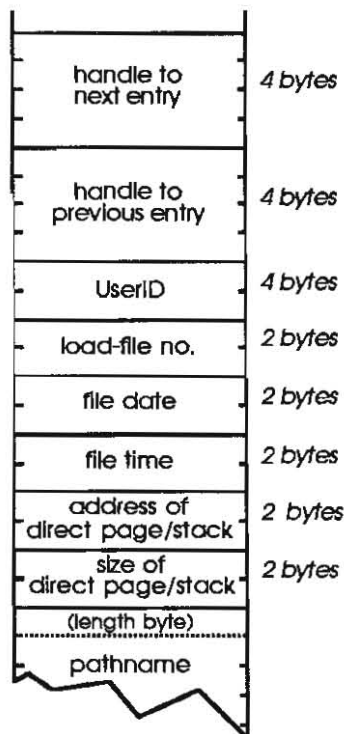 handle to
next entry
4 bytes
handle to
previous entry
4 bytes
UserID
4 bytes
load-file no.
2 bytes
file date
2 bytes
file time
2 bytes
address of
direct page/stack
2 bytes
size of
direct page/stack
2 bytes
(length byte)
pathname